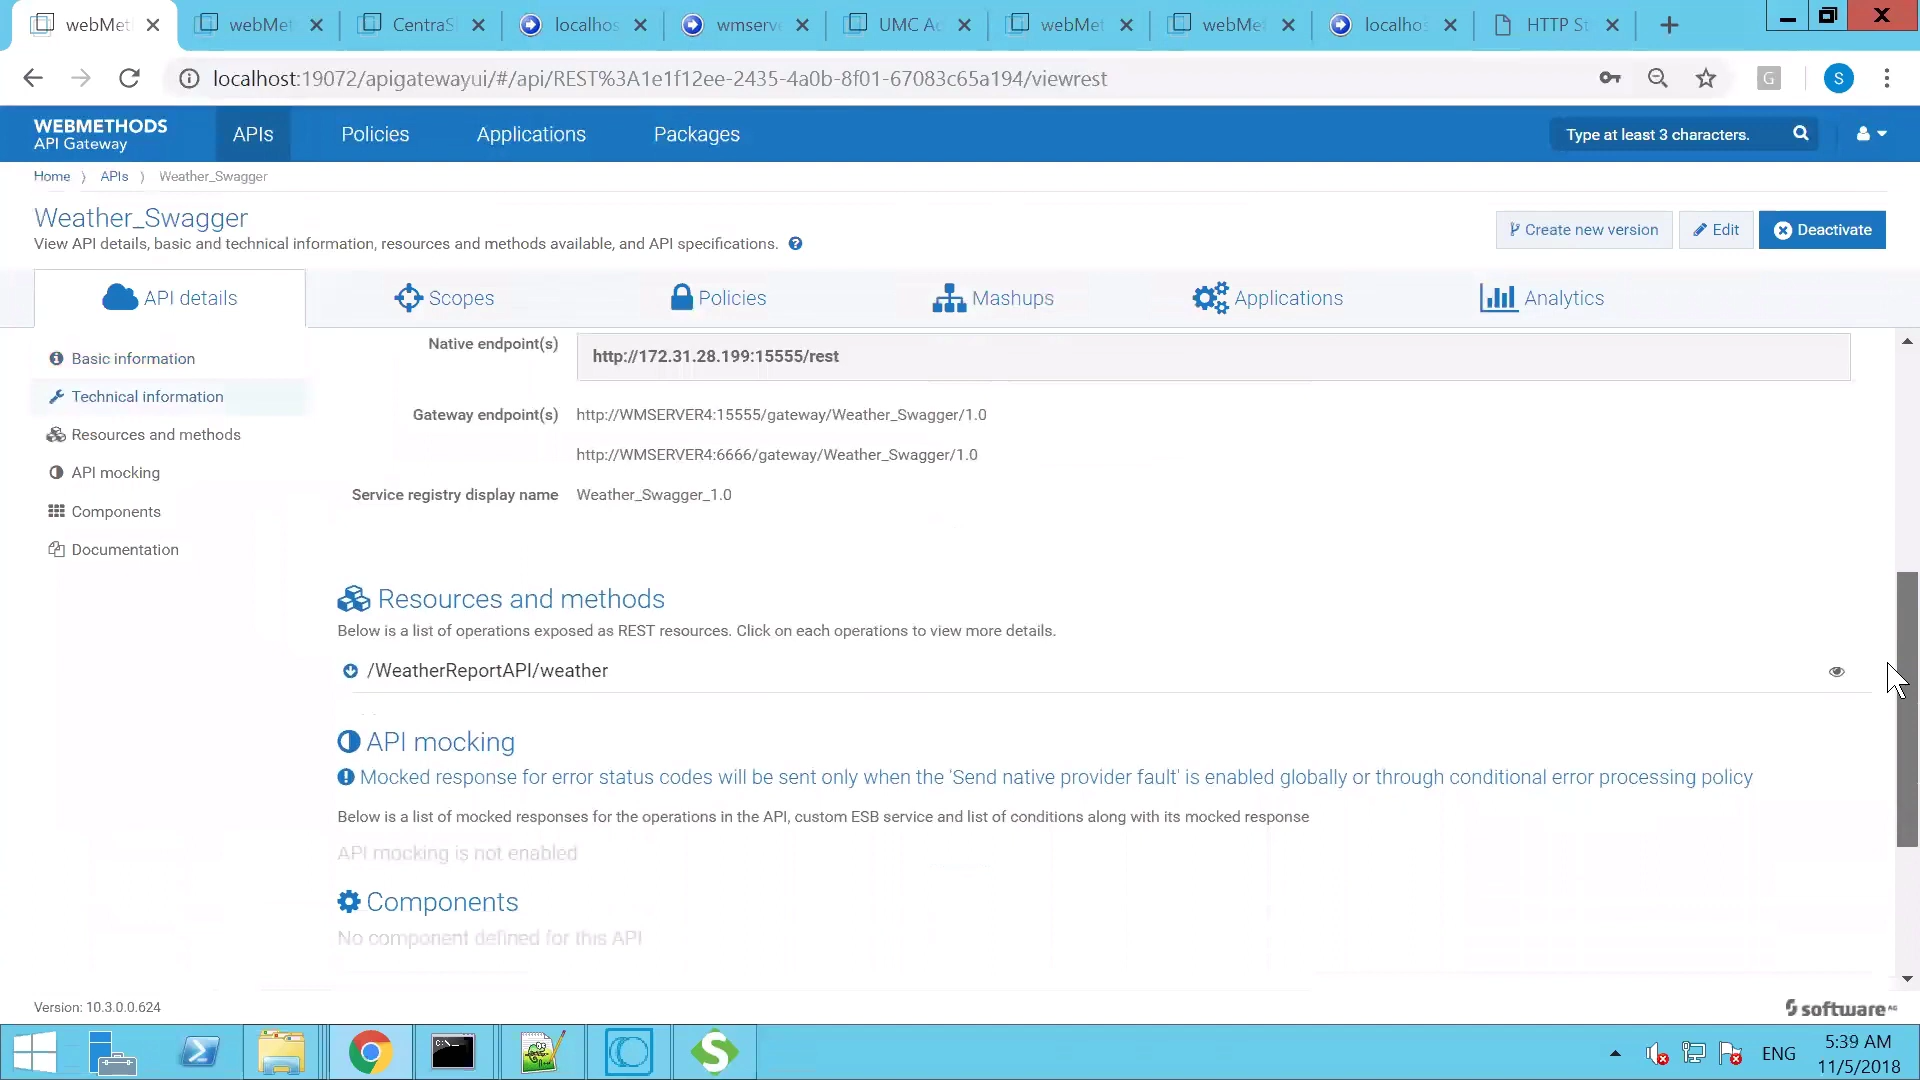 webMet
webMet
CentraS
localhos
wmserv
UMC Ac
webMet
webMet
localhos
HTTP St
localhost:19072/apigatewayui/#/api/REST%3A1e1f12ee-2435-4a0b-8f01-67083c65a194/viewrest
G
S
WEBMETHODS
API Gateway
APIs
Policies
Applications
Packages
Type at least 3 characters.
Home
APIs
Weather_Swagger
Weather_Swagger
View API details, basic and technical information, resources and methods available, and API specifications.
Create new version
Edit
Deactivate
API details
Scopes
Policies
Mashups
Applications
Analytics
Basic information
Technical information
Resources and methods
API mocking
Components
Documentation
Native endpoint(s)
http://172.31.28.199:15555/rest
Gateway endpoint(s)
http://WMSERVER4:15555/gateway/Weather_Swagger/1.0
http://WMSERVER4:6666/gateway/Weather_Swagger/1.0
Service registry display name
Weather_Swagger_1.0
Resources and methods
Below is a list of operations exposed as REST resources. Click on each operations to view more details.
/WeatherReportAPI/weather
API mocking
Mocked response for error status codes will be sent only when the 'Send native provider fault' is enabled globally or through conditional error processing policy
Below is a list of mocked responses for the operations in the API, custom ESB service and list of conditions along with its mocked response
API mocking is not enabled
Components
No component defined for this API
Version: 10.3.0.0.624
software AG
ENG
5:39 AM
11/5/2018